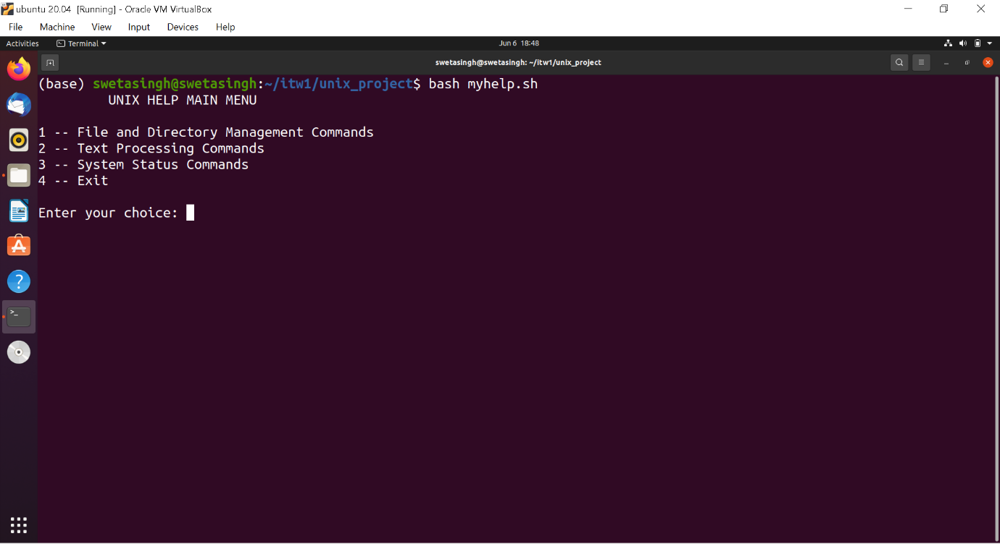 ubuntu 20.04 [Running] - Oracle VM VirtualBox
File Machine View Input Devices Help
Activities Terminal Jun 6 18:48
swetasingh@swetasingh: ~/itw1/unix_project
(base) swetasingh@swetasingh:~/itw1/unix_project$ bash myhelp.sh
UNIX HELP MAIN MENU
1 -- File and Directory Management Commands
2 -- Text Processing Commands
3 -- System Status Commands
4 -- Exit
Enter your choice: